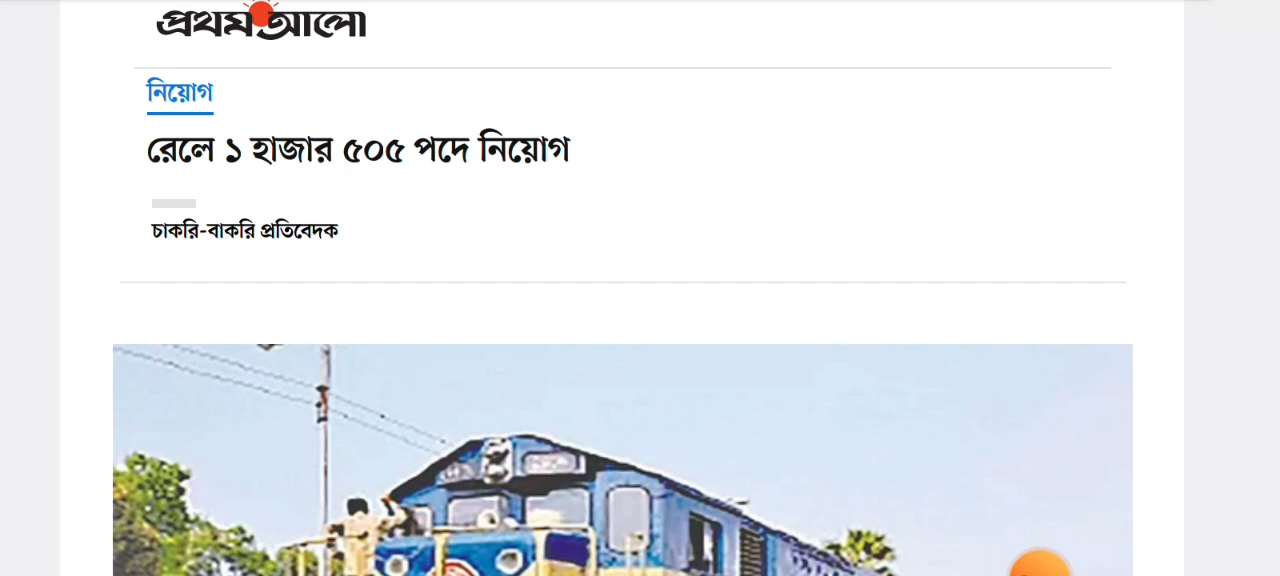 প্রথম আলো
নিয়োগ
রেলে ১ হাজার ৫০৫ পদে নিয়োগ
চাকরি-বাকরি প্রতিবেদক